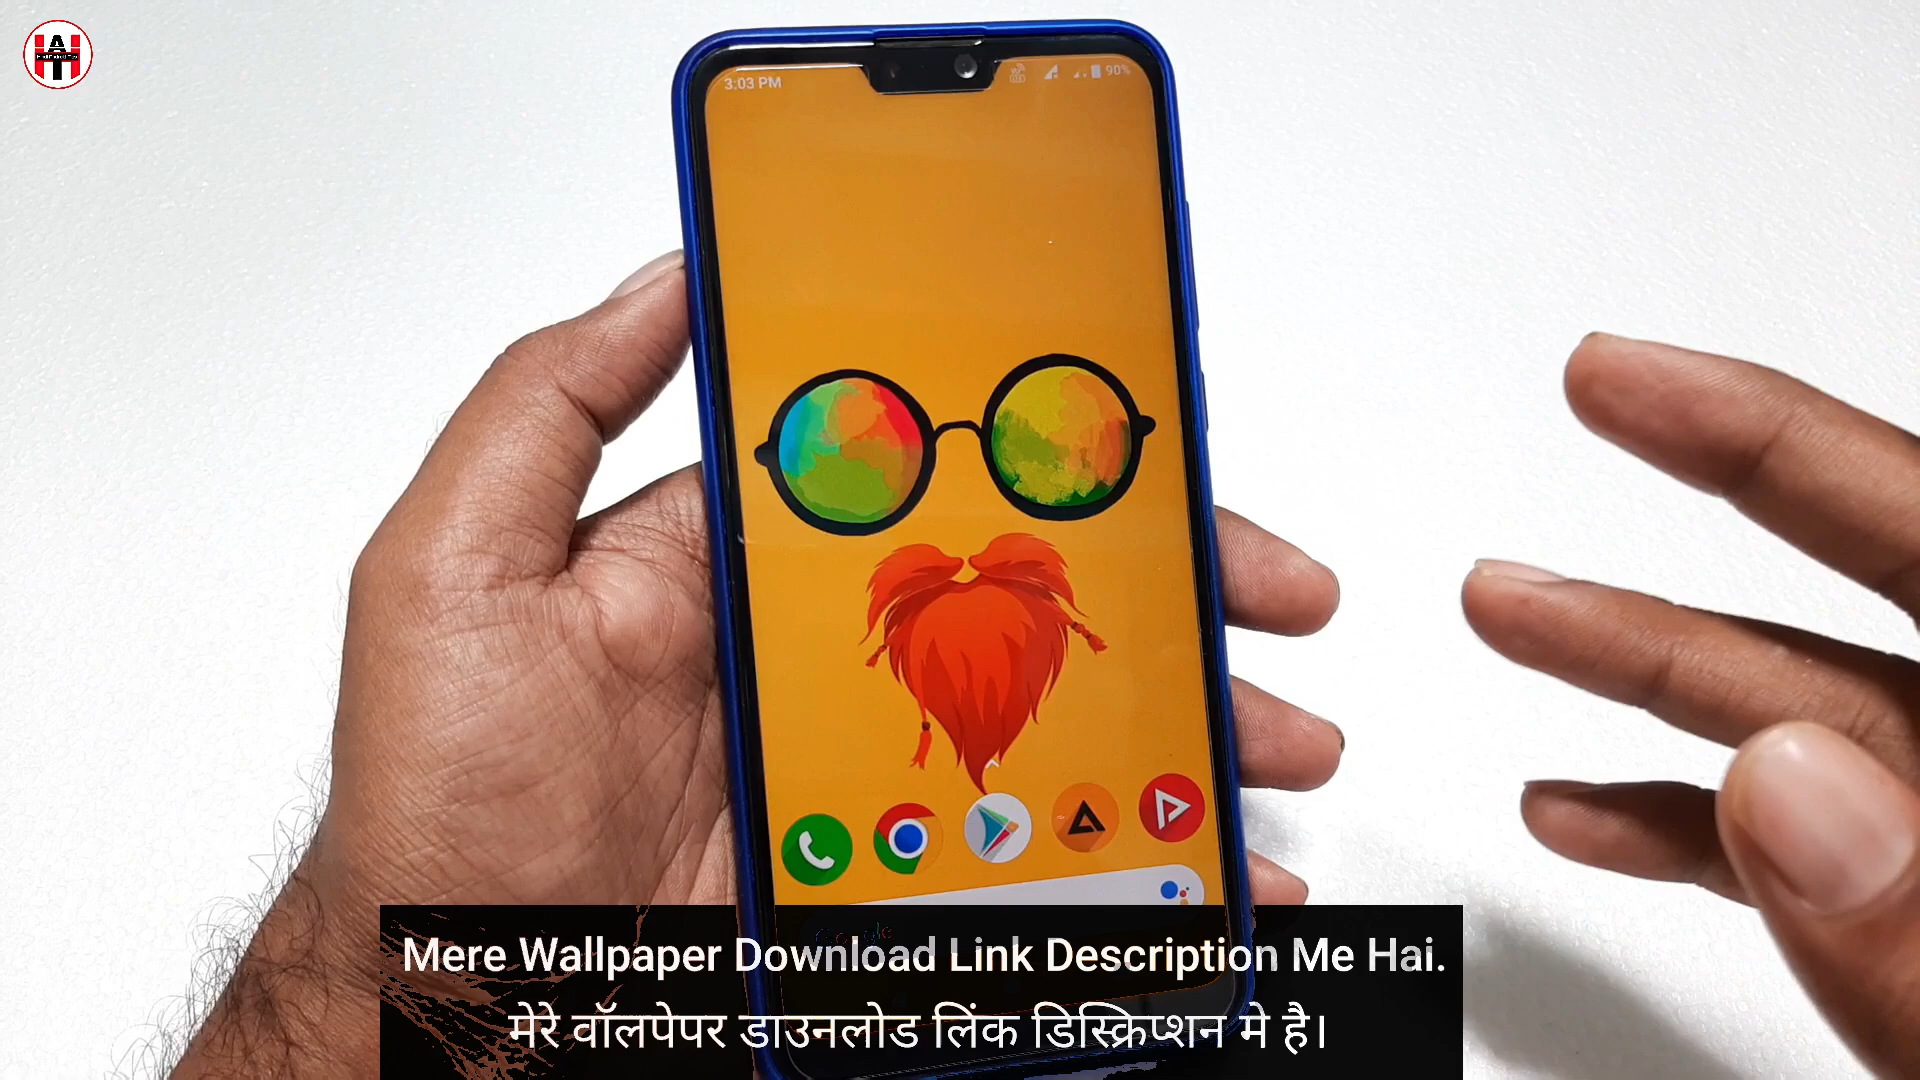 3:03 PM
90%
Mere Wallpaper Download Link Description Me Hai.
मेरे वॉलपेपर डाउनलोड लिंक डिस्क्रिप्शन मे है।